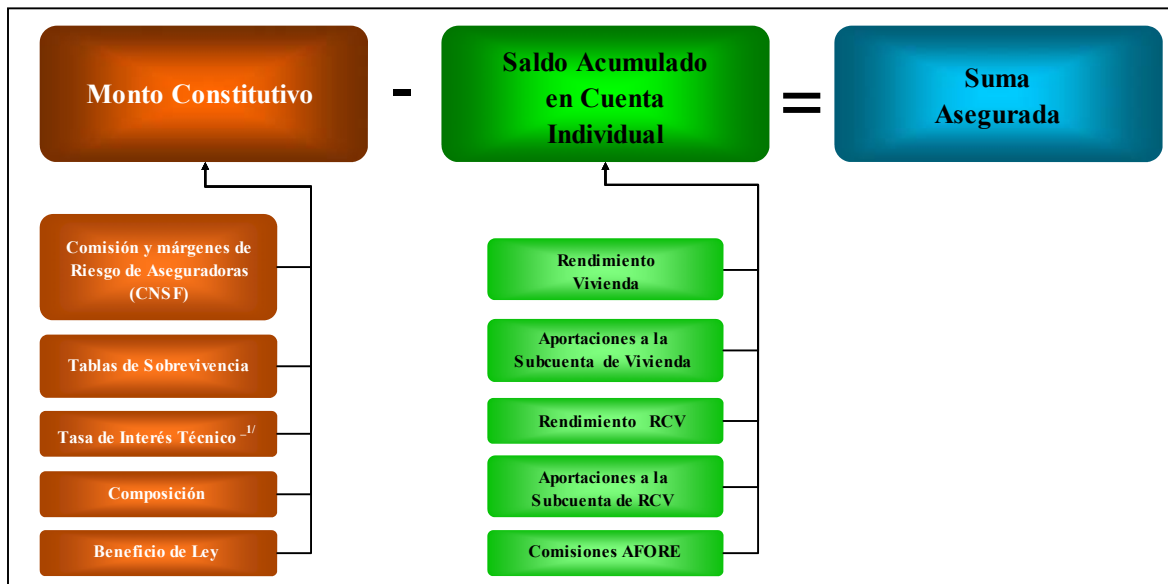 Monto Constitutivo
-
Saldo Acumulado
en Cuenta
Individual
=
Suma
Asegurada
Comisión y márgenes de
Riesgo de Aseguradoras
(CNSF)
Tablas de Sobrevivencia
Tasa de Interés Técnico _1/
Composición
Beneficio de Ley
Rendimiento
Vivienda
Aportaciones a la
Subcuenta de Vivienda
Rendimiento RCV
Aportaciones a la
Subcuenta de RCV
Comisiones AFORE